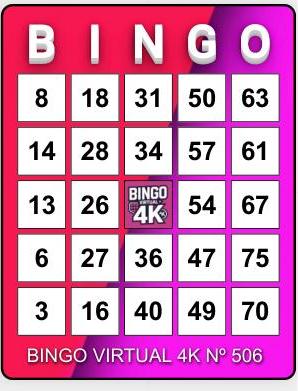 B I N G O
8 18 31 50 63
14 28 34 57 61
13 26 BINGO VIRTUAL 4K 54 67
6 27 36 47 75
3 16 40 49 70
BINGO VIRTUAL 4K Nº 506